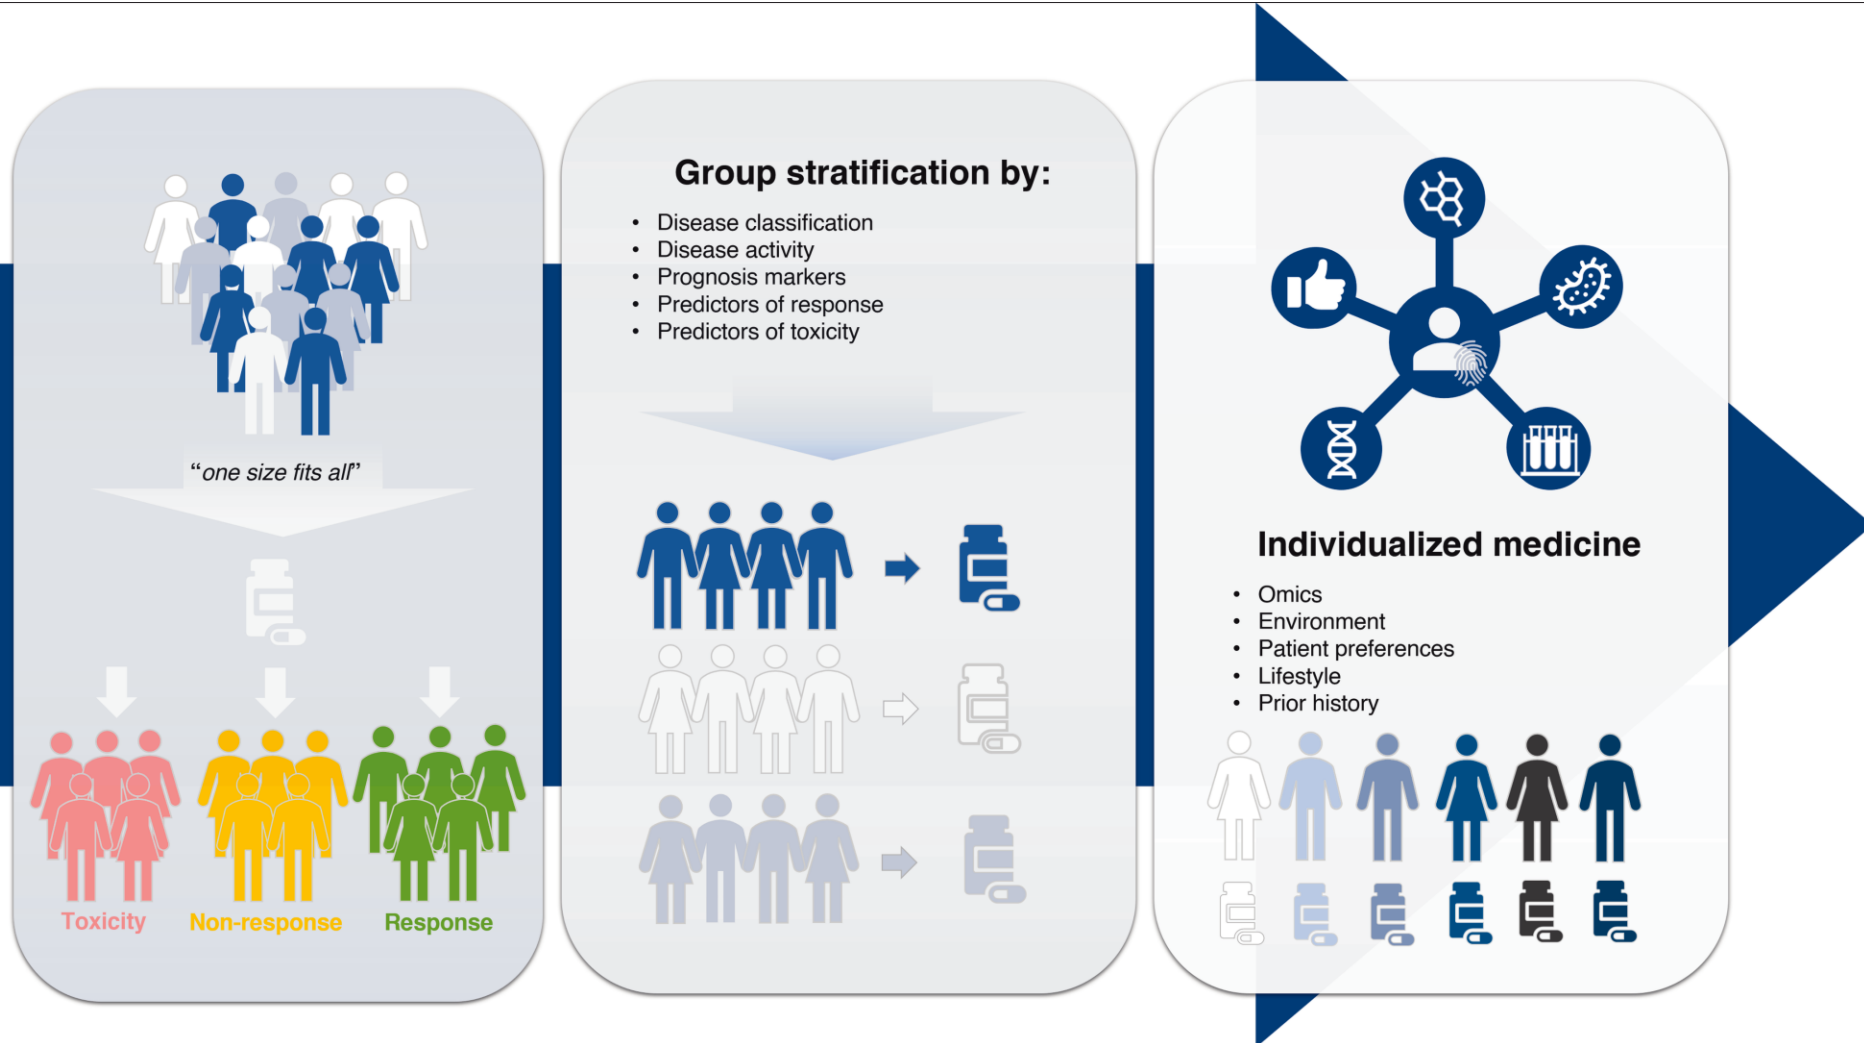 “one size fits all”
Toxicity
Non-response
Response
Group stratification by:
• Disease classification
• Disease activity
• Prognosis markers
• Predictors of response
• Predictors of toxicity
Individualized medicine
• Omics
• Environment
• Patient preferences
• Lifestyle
• Prior history